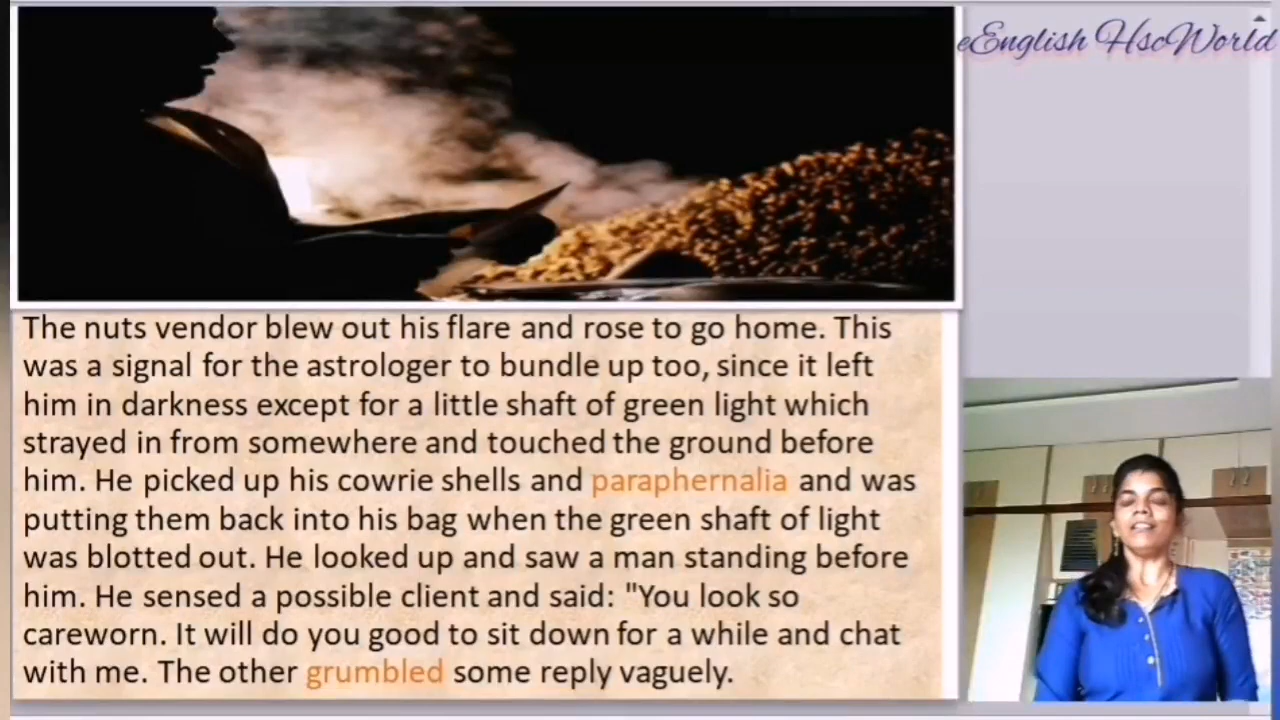 eEnglish HscWorld
The nuts vendor blew out his flare and rose to go home. This
was a signal for the astrologer to bundle up too, since it left
him in darkness except for a little shaft of green light which
strayed in from somewhere and touched the ground before
him. He picked up his cowrie shells and paraphernalia and was
putting them back into his bag when the green shaft of light
was blotted out. He looked up and saw a man standing before
him. He sensed a possible client and said: "You look so
careworn. It will do you good to sit down for a while and chat
with me. The other grumbled some reply vaguely.